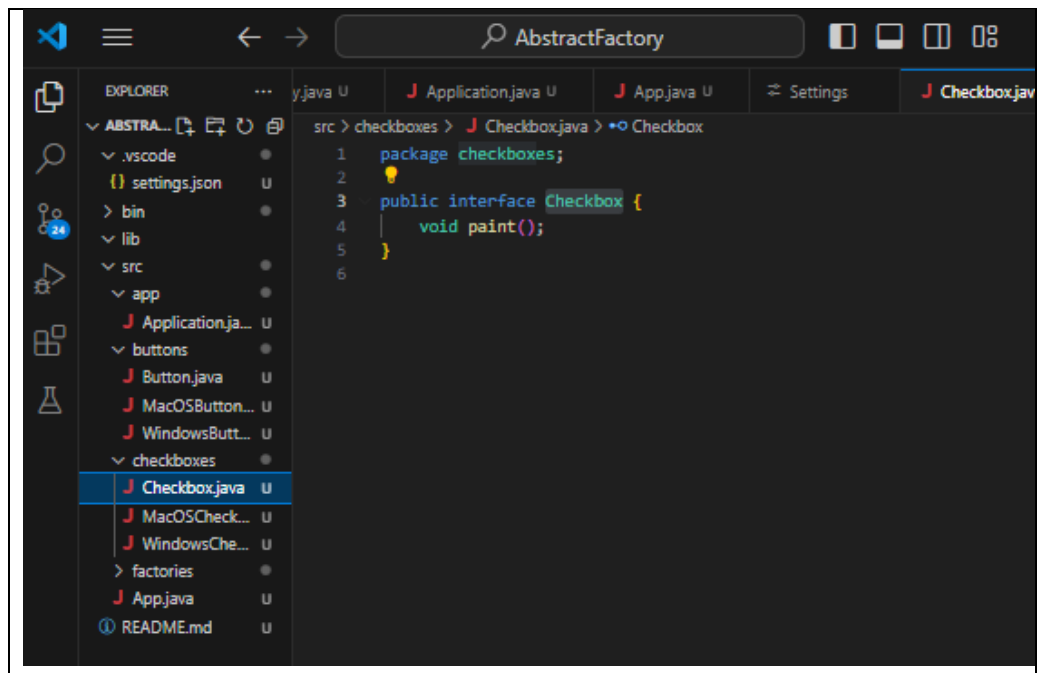 AbstractFactory
EXPLORER ...
y.java U
J Application.java U
J App.java U
Settings
J Checkbox.jav
ABSTRA...
src > checkboxes > J Checkbox.java > Checkbox
.vscode
{} settings.json U
bin
lib
src
app
J Application.ja... U
buttons
J Button.java U
J MacOSButton... U
J WindowsButt... U
checkboxes
J Checkbox.java U
J MacOSCheck... U
J WindowsChe... U
factories
J App.java U
README.md U
24
1 package checkboxes;
2
3 public interface Checkbox {
4 void paint();
5 }
6